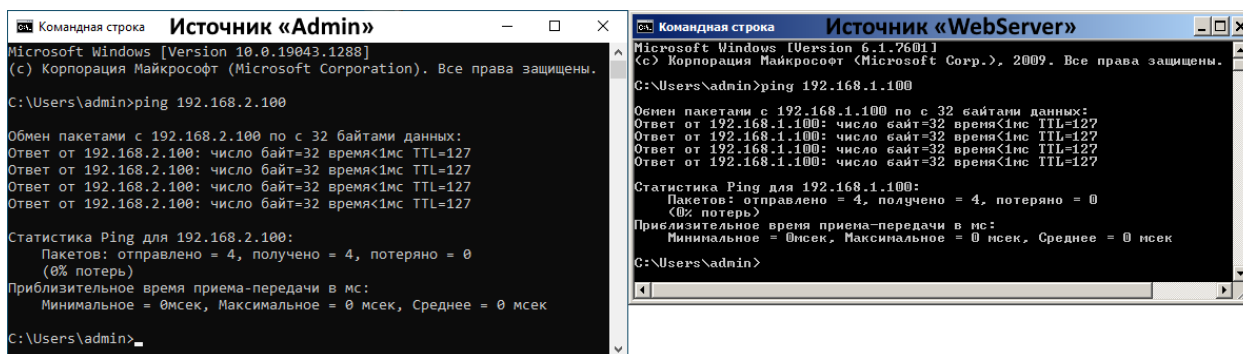 Командная строка Источник «Admin»
Microsoft Windows [Version 10.0.19043.1288]
(c) Корпорация Майкрософт (Microsoft Corporation). Все права защищены.
C:\Users\admin>ping 192.168.2.100
Обмен пакетами с 192.168.2.100 по с 32 байтами данных:
Ответ от 192.168.2.100: число байт=32 время<1мс TTL=127
Ответ от 192.168.2.100: число байт=32 время<1мс TTL=127
Ответ от 192.168.2.100: число байт=32 время<1мс TTL=127
Ответ от 192.168.2.100: число байт=32 время<1мс TTL=127
Статистика Ping для 192.168.2.100:
Пакетов: отправлено = 4, получено = 4, потеряно = 0
(0% потерь)
Приблизительное время приема-передачи в мс:
Минимальное = 0мсек, Максимальное = 0 мсек, Среднее = 0 мсек
C:\Users\admin>
Командная строка Источник «WebServer»
Microsoft Windows [Version 6.1.7601]
(c) Корпорация Майкрософт (Microsoft Corp.), 2009. Все права защищены.
C:\Users\admin>ping 192.168.1.100
Обмен пакетами с 192.168.1.100 по с 32 байтами данных:
Ответ от 192.168.1.100: число байт=32 время<1мс TTL=127
Ответ от 192.168.1.100: число байт=32 время<1мс TTL=127
Ответ от 192.168.1.100: число байт=32 время<1мс TTL=127
Ответ от 192.168.1.100: число байт=32 время<1мс TTL=127
Статистика Ping для 192.168.1.100:
Пакетов: отправлено = 4, получено = 4, потеряно = 0
(0% потерь)
Приблизительное время приема-передачи в мс:
Минимальное = 0мсек, Максимальное = 0 мсек, Среднее = 0 мсек
C:\Users\admin>